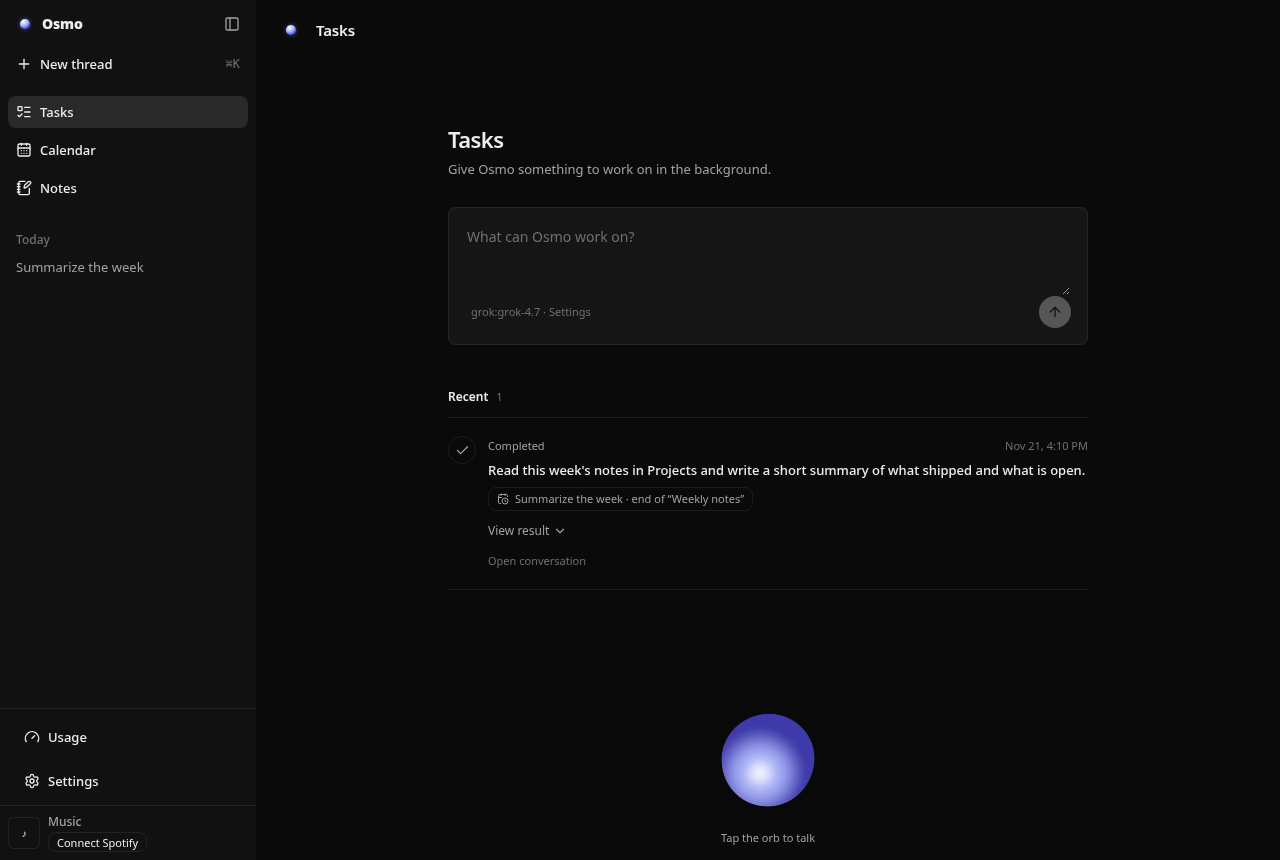 Osmo
New thread
⌘K
Tasks
Calendar
Notes
Today
Summarize the week
Usage
Settings
♪
Music
Connect Spotify
Tasks
Tasks
Give Osmo something to work on in the background.
What can Osmo work on?
grok:grok-4.7 · Settings
Recent 1
Completed
Nov 21, 4:10 PM
Read this week's notes in Projects and write a short summary of what shipped and what is open.
Summarize the week · end of “Weekly notes”
View result
Open conversation
Tap the orb to talk